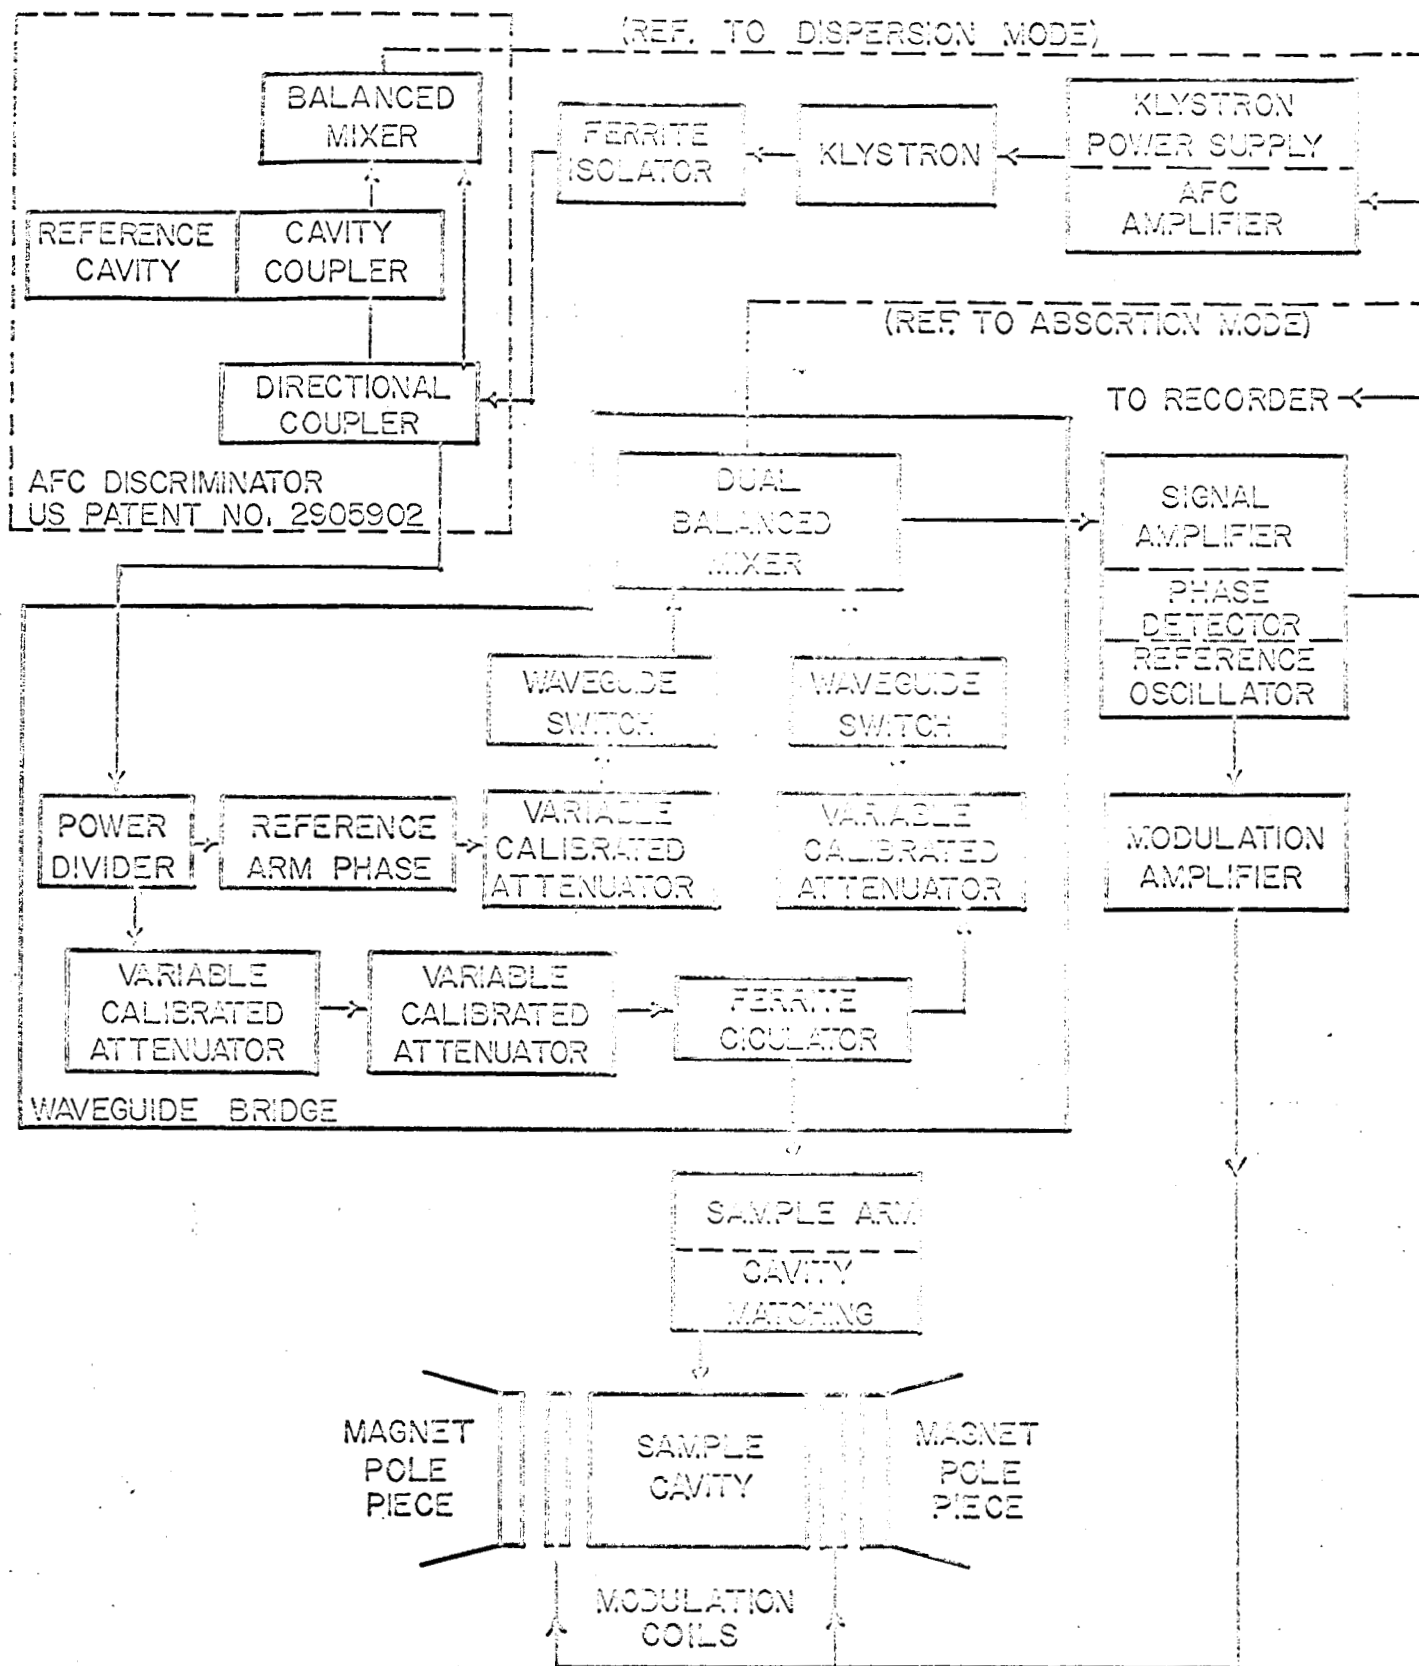 (REF. TO DISPERSION MODE)
BALANCED
MIXER
FERRITE
ISOLATOR
KLYSTRON
KLYSTRON
POWER SUPPLY
AFC
AMPLIFIER
REFERENCE
CAVITY
CAVITY
COUPLER
(REF. TO ABSORTION MODE)
DIRECTIONAL
COUPLER
TO RECORDER
AFC DISCRIMINATOR
US PATENT NO. 2905902
DUAL
BALANCED
MIXER
SIGNAL
AMPLIFIER
PHASE
DETECTOR
REFERENCE
OSCILLATOR
WAVEGUIDE
SWITCH
WAVEGUIDE
SWITCH
POWER
DIVIDER
REFERENCE
ARM PHASE
VARIABLE
CALIBRATED
ATTENUATOR
VARIABLE
CALIBRATED
ATTENUATOR
MODULATION
AMPLIFIER
VARIABLE
CALIBRATED
ATTENUATOR
VARIABLE
CALIBRATED
ATTENUATOR
FERRITE
CICULATOR
WAVEGUIDE BRIDGE
SAMPLE ARM
CAVITY
MATCHING
MAGNET
POLE
PIECE
SAMPLE
CAVITY
MAGNET
POLE
PIECE
MODULATION
COILS